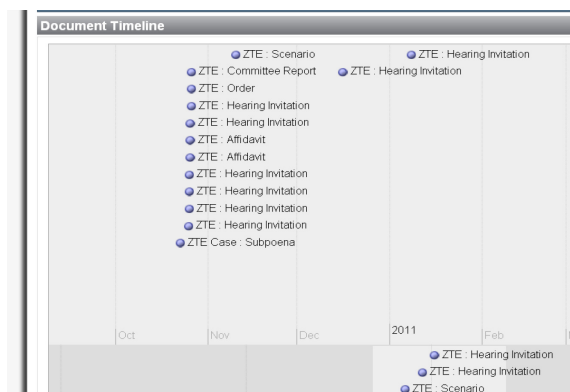 Document Timeline
ZTE : Scenario ZTE : Hearing Invitation
ZTE : Committee Report ZTE : Hearing Invitation
ZTE : Order
ZTE : Hearing Invitation
ZTE : Hearing Invitation
ZTE : Affidavit
ZTE : Affidavit
ZTE : Hearing Invitation
ZTE : Hearing Invitation
ZTE : Hearing Invitation
ZTE : Hearing Invitation
ZTE Case : Subpoena
Oct Nov Dec 2011 Feb
ZTE : Hearing Invitation
ZTE : Hearing Invitation
ZTE : Scenario